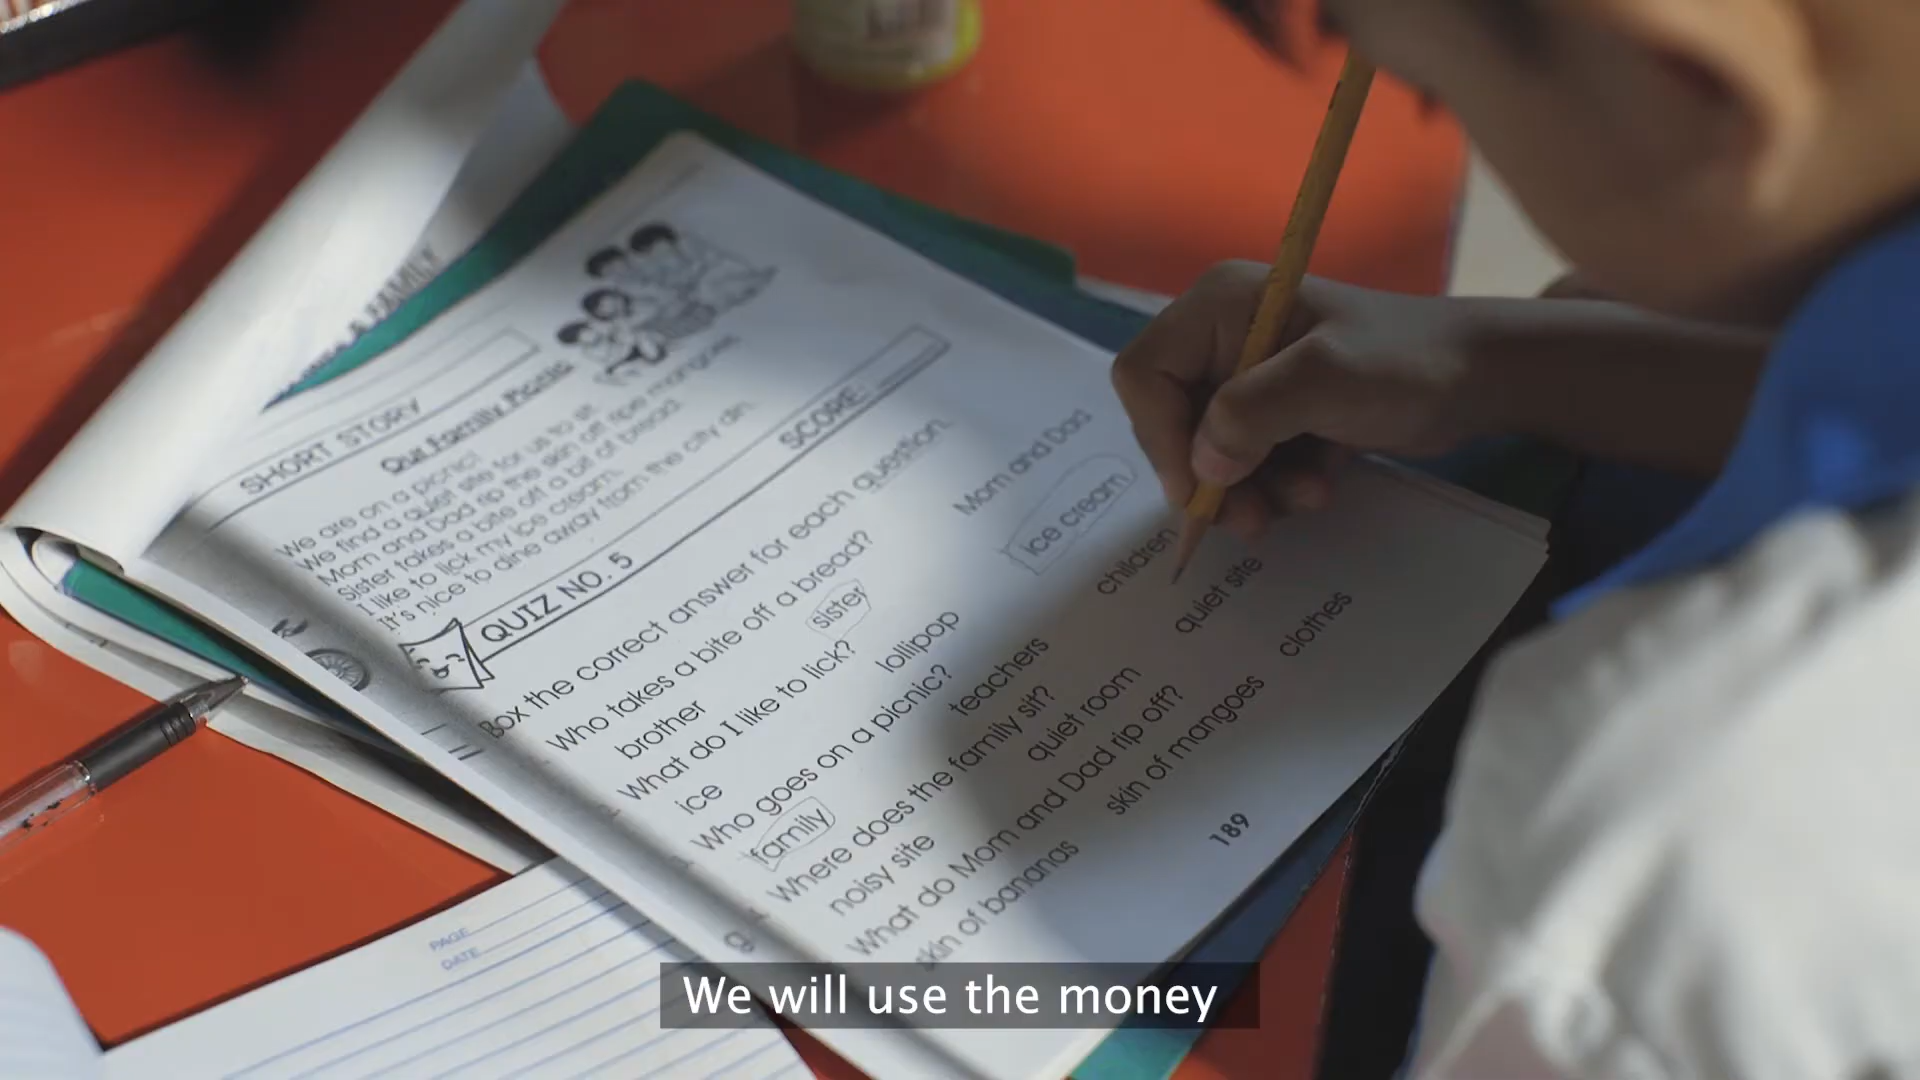 & FAMILY
SHORT STORY
Our Family Picnic
We are on a picnic!
We find a quiet site for us to sit.
Mom and Dad rip the skin off ripe mangoes.
Sister takes a bite off a bit of bread.
I like to lick my ice cream.
It's nice to dine away from the city din.
QUIZ NO. 5
SCORE:
Box the correct answer for each question.
Who takes a bite off a bread?
brother sister Mom and Dad
What do I like to lick?
ice lollipop ice cream
Who goes on a picnic?
family teachers children
Where does the family sit?
noisy site quiet room quiet site
What do Mom and Dad rip off?
skin of bananas skin of mangoes clothes
189
PAGE
DATE
We will use the money